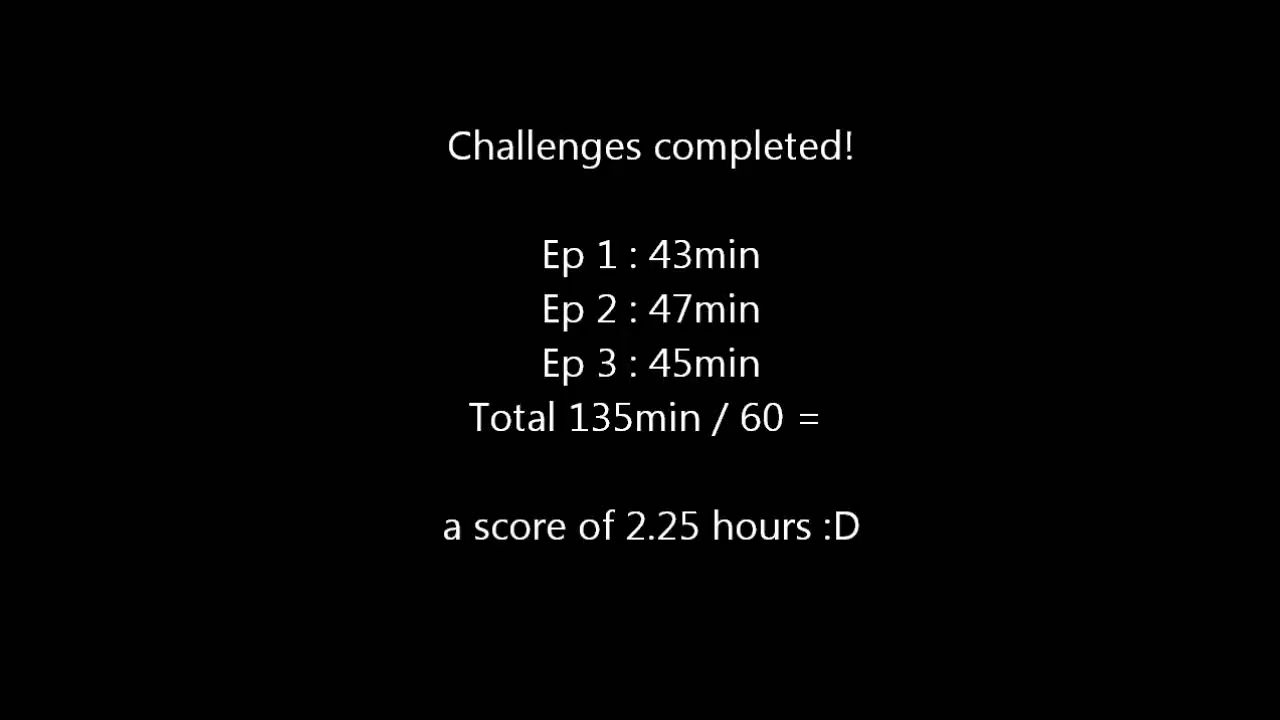 Challenges completed!
Ep 1 : 43min
Ep 2 : 47min
Ep 3 : 45min
Total 135min / 60 =
a score of 2.25 hours :D